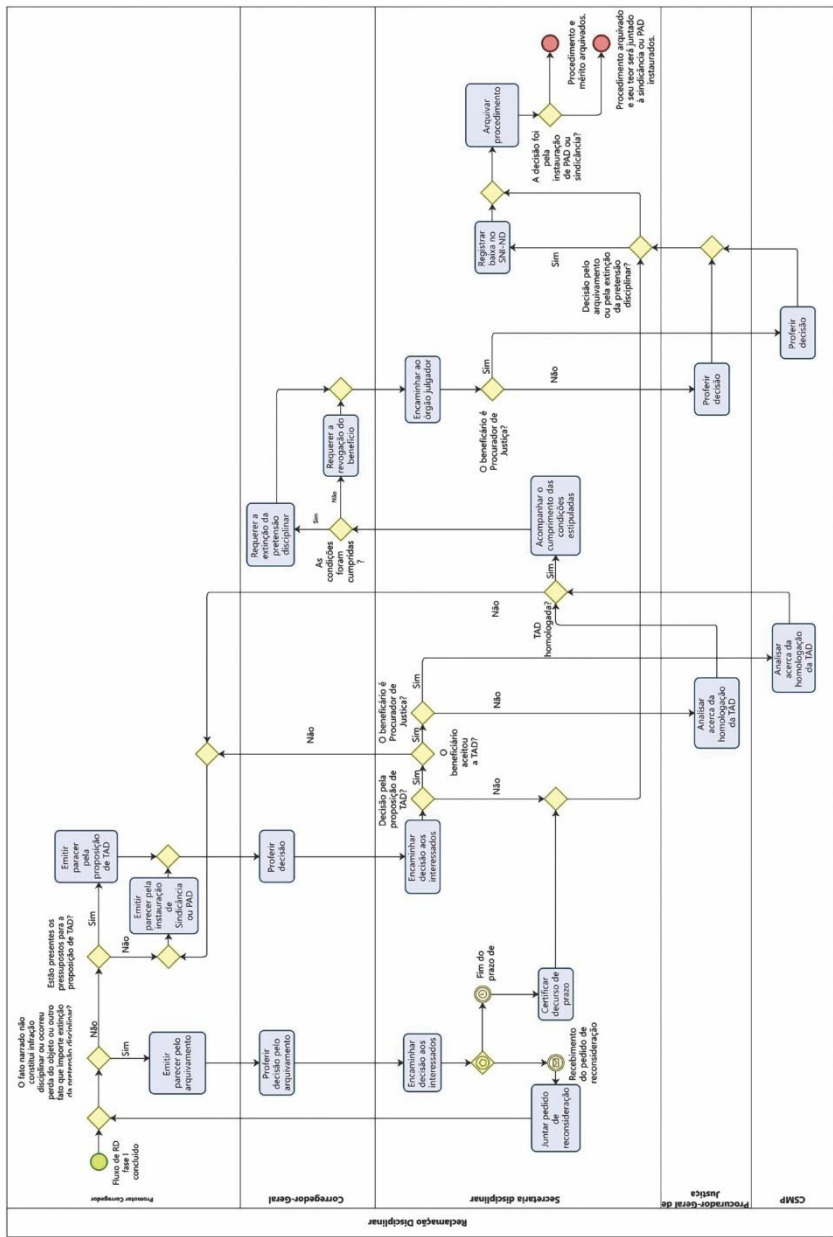 Reclamação Disciplinar
Promotor Corregedor
Corregedor-Geral
Secretaria disciplinar
Procurador-Geral de
Justiça
CSMP
Fluxo de RD
fase I
concluído
O fato narrado não
constitui infração
disciplinar ou ocorreu
perda do objeto ou outro
fato que importe extinção
da pretensão disciplinar?
Não
Sim
Emitir
parecer pelo
arquivamento
Estão presentes os
pressupostos para a
proposição de TAD?
Sim
Não
Emitir
paracer pela
proposição
de TAD
Emitir
parecer pela
instauração
de
Sindicância
ou PAD
Proferir decisão
pelo
arquivamento
Proferir
decisão
Não
Requerer a
extinção da
pretensão
disciplinar
Sim
Não
As
condições
foram
cumpridas
?
Requerer a
revogação do
benefício
Não
Encaminhar
decisão aos
interessados
Fim do
prazo de
Certificar
decurso de
prazo
Recebimento
do pedido de
reconsideração
Juntar pedido
de
reconsideração
Encaminhar
decisão aos
interessados
Decisão pela
proposição de
TAD?
Sim
Não
O
beneficiário
aceitou
a TAD?
Sim
O beneficiário é
Procurador de
Justica?
Sim
Não
TAD
homologada?
Sim
Acompanhar o
cumprimento das
condições
estipuladas
Encaminhar ao
órgão julgador
O beneficário é
Procurador de
Justiça?
Sim
Não
Decisão pelo
arquivamento
ou pela extinção
da pretensão
disciplinar?
Sim
Registrar
baixa no
SNI-ND
Arquivar
procedimento
A decisão foi
pela
instauração
de PAD ou
sindicância?
Procedimento e
mérito arquivados.
Procedimento arquivado
e seu teor será juntado
à sindicância ou PAD
instaurados.
Analisar
acerca da
homologação
da TAD
Proferir
decisão
Analisar
acerca da
homologação
da TAD
Proferir
decisão